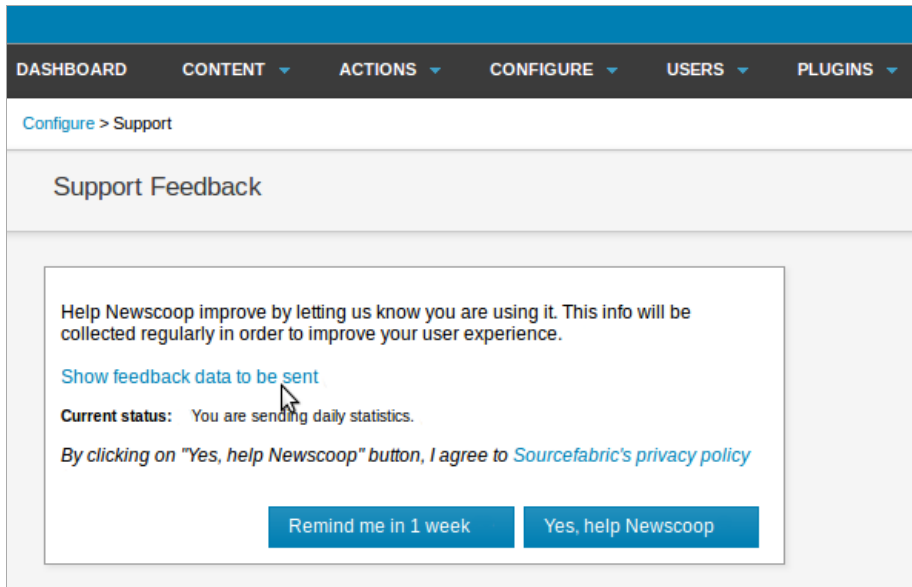 DASHBOARD CONTENT ACTIONS CONFIGURE USERS PLUGINS
Configure > Support
Support Feedback
Help Newscoop improve by letting us know you are using it. This info will be
collected regularly in order to improve your user experience.
Show feedback data to be sent
Current status: You are sending daily statistics.
By clicking on "Yes, help Newscoop" button, I agree to Sourcefabric's privacy policy
Remind me in 1 week Yes, help Newscoop